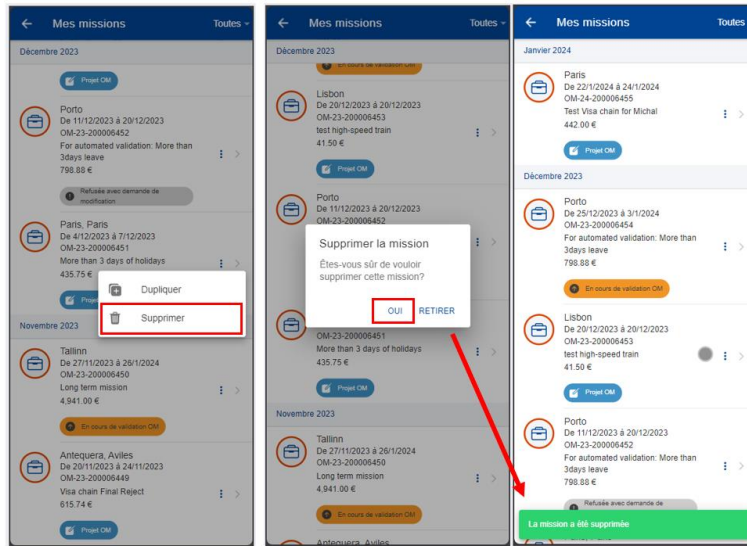 Mes missions
Toutes
Décembre 2023
Projet OM
Porto
De 11/12/2023 à 20/12/2023
OM-23-200006452
For automated validation: More than
3days leave
798.88 €
Refusée avec demande de
modification
Paris, Paris
De 4/12/2023 à 7/12/2023
OM-23-200006451
More than 3 days of holidays
435.75 €
Projet
Dupliquer
Supprimer
Novembre 2023
Tallinn
De 27/11/2023 à 26/1/2024
OM-23-200006450
Long term mission
4,941.00 €
En cours de validation OM
Antequera, Aviles
De 20/11/2023 à 24/11/2023
OM-23-200006449
Visa chain Final Reject
615.74 €
Projet OM
Mes missions
Toutes
Décembre 2023
En cours de validation OM
Lisbon
De 20/12/2023 à 20/12/2023
OM-23-200006453
test high-speed train
41.50 €
Projet OM
Porto
De 11/12/2023 à 20/12/2023
OM-23-200006452
Supprimer la mission
Êtes-vous sûr de vouloir
supprimer cette mission?
OUI
RETIRER
OM-23-200006451
More than 3 days of holidays
435.75 €
Projet OM
Novembre 2023
Tallinn
De 27/11/2023 à 26/1/2024
OM-23-200006450
Long term mission
4,941.00 €
En cours de validation OM
Antequera, Aviles
Mes missions
Toutes
Janvier 2024
Paris
De 22/1/2024 à 24/1/2024
OM-24-200006455
Test Visa chain for Michal
442.00 €
Projet OM
Décembre 2023
Porto
De 25/12/2023 à 3/1/2024
OM-23-200006454
For automated validation: More than
3days leave
798.88 €
En cours de validation OM
Lisbon
De 20/12/2023 à 20/12/2023
OM-23-200006453
test high-speed train
41.50 €
Projet OM
Porto
De 11/12/2023 à 20/12/2023
OM-23-200006452
For automated validation: More than
3days leave
798.88 €
Refusée avec demande de
La mission a été supprimée